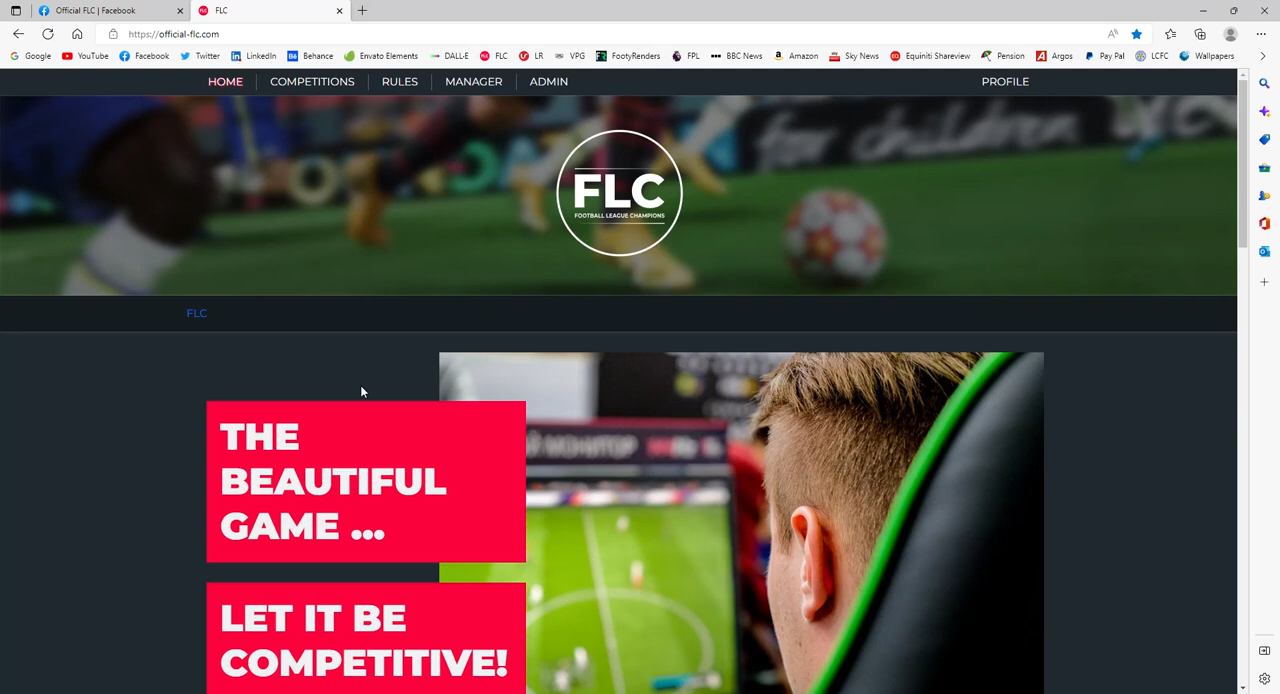 Official FLC | Facebook
FLC
https://official-flc.com
Google
YouTube
Facebook
Twitter
LinkedIn
Behance
Envato Elements
DALL-E
FLC
LR
VPG
FootyRenders
FPL
BBC News
Amazon
Sky News
Equiniti Shareview
Pension
Argos
Pay Pal
LCFC
Wallpapers
HOME
COMPETITIONS
RULES
MANAGER
ADMIN
PROFILE
for children
FLC
FOOTBALL LEAGUE CHAMPIONS
FLC
THE
BEAUTIFUL
GAME ...
LET IT BE
COMPETITIVE!